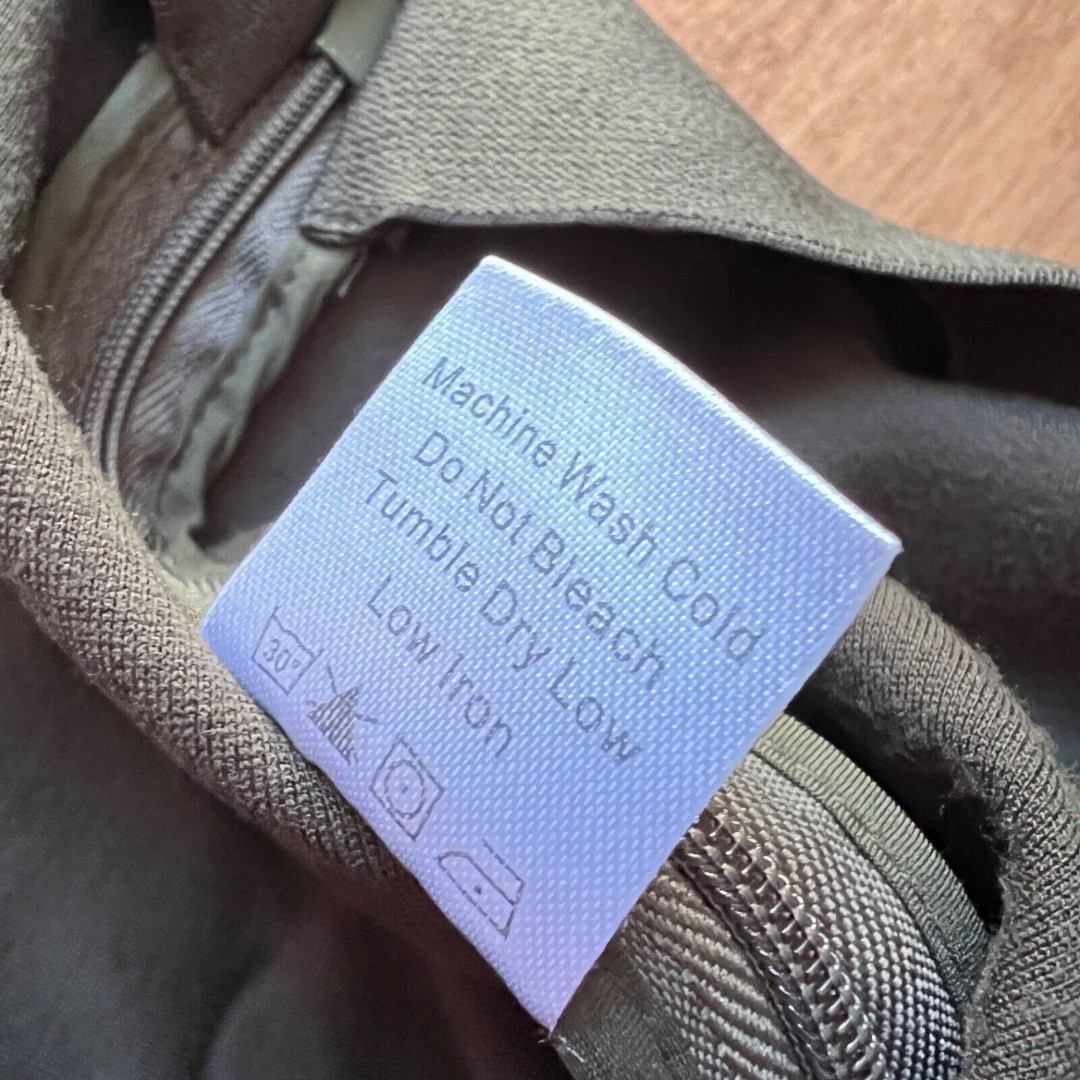 Machine Wash Cold
Do Not Bleach
Tumble Dry Low
Low Iron
30°